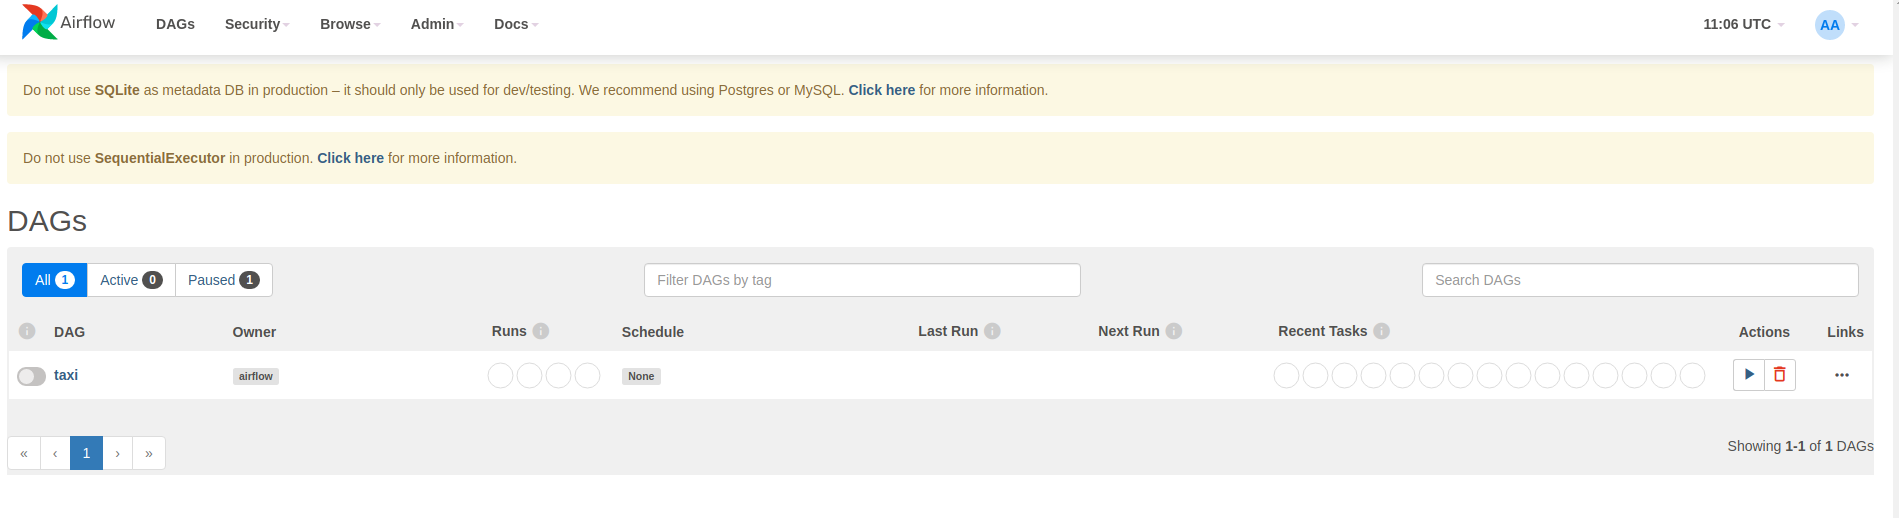 Airflow DAGs Security Browse Admin Docs 11:06 UTC AA
Do not use SQLite as metadata DB in production – it should only be used for dev/testing. We recommend using Postgres or MySQL. Click here for more information.
Do not use SequentialExecutor in production. Click here for more information.
DAGs
All 1 Active 0 Paused 1 Filter DAGs by tag Search DAGs
i DAG Owner Runs i Schedule Last Run i Next Run i Recent Tasks i Actions Links
taxi airflow None ...
« ‹ 1 › » Showing 1-1 of 1 DAGs